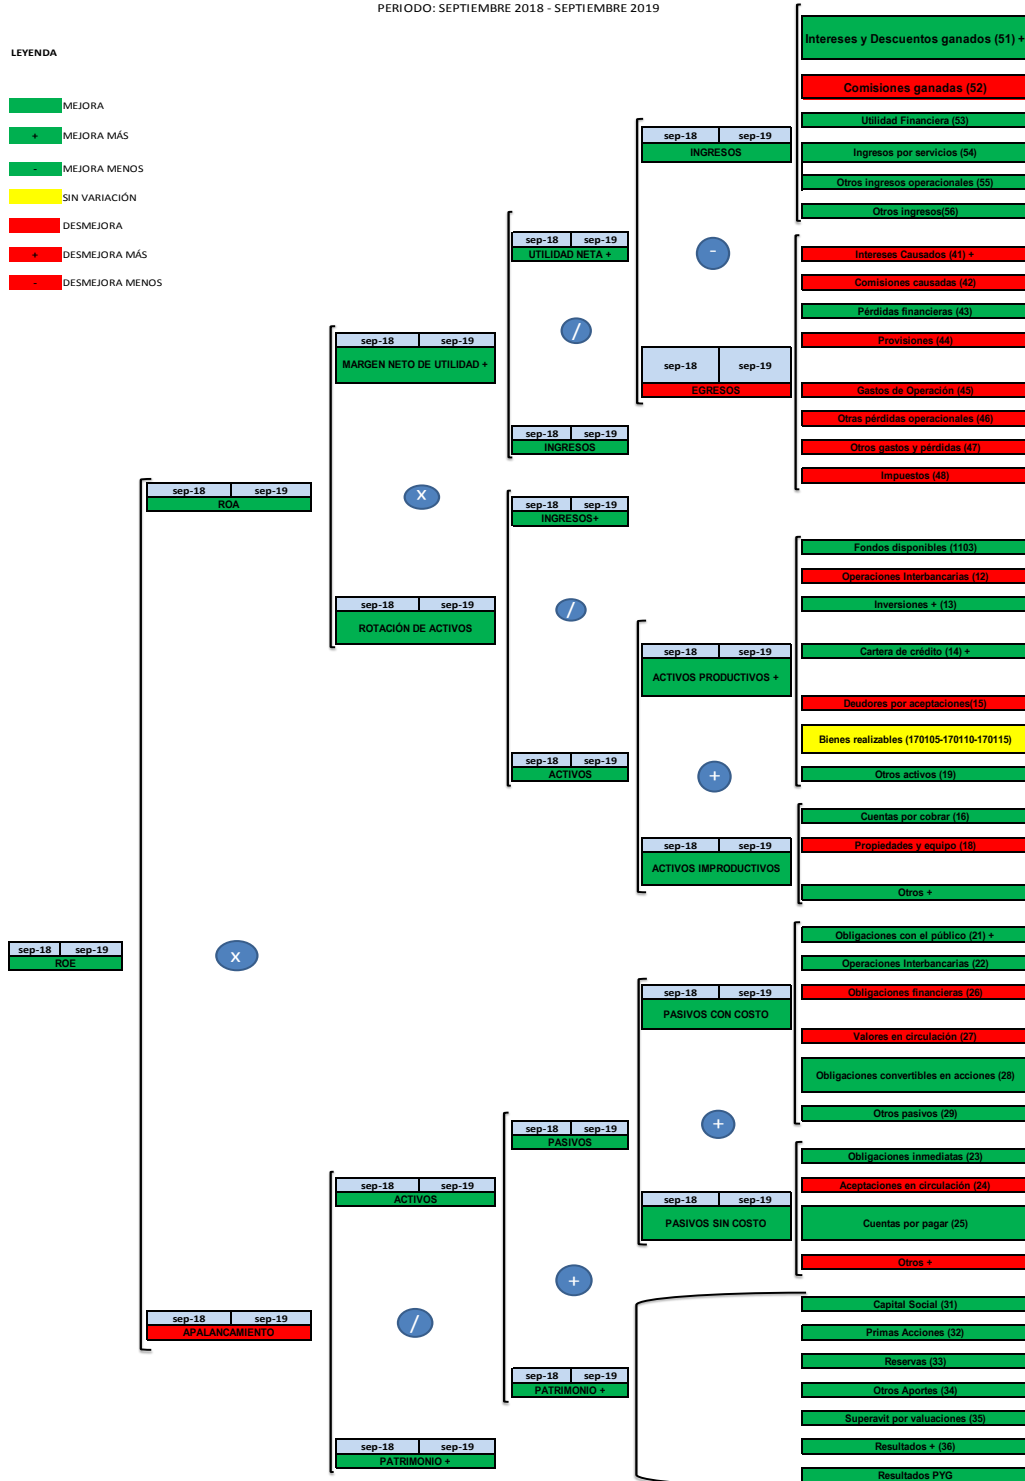 PERIODO: SEPTIEMBRE 2018 - SEPTIEMBRE 2019
LEYENDA
MEJORA
+ MEJORA MÁS
- MEJORA MENOS
SIN VARIACIÓN
DESMEJORA
+ DESMEJORA MÁS
- DESMEJORA MENOS
sep-18 sep-19
ROE
x
sep-18 sep-19
ROA
sep-18 sep-19
APALANCAMIENTO
sep-18 sep-19
MARGEN NETO DE UTILIDAD +
X
sep-18 sep-19
ROTACIÓN DE ACTIVOS
sep-18 sep-19
ACTIVOS
/
sep-18 sep-19
PATRIMONIO +
sep-18 sep-19
UTILIDAD NETA +
/
sep-18 sep-19
INGRESOS
sep-18 sep-19
INGRESOS+
/
sep-18 sep-19
ACTIVOS
sep-18 sep-19
PASIVOS
+
sep-18 sep-19
PATRIMONIO +
sep-18 sep-19
INGRESOS
-
sep-18 sep-19
EGRESOS
sep-18 sep-19
ACTIVOS PRODUCTIVOS +
+
sep-18 sep-19
ACTIVOS IMPRODUCTIVOS
sep-18 sep-19
PASIVOS CON COSTO
+
sep-18 sep-19
PASIVOS SIN COSTO
Intereses y Descuentos ganados (51) +
Comisiones ganadas (52)
Utilidad Financiera (53)
Ingresos por servicios (54)
Otros ingresos operacionales (55)
Otros Ingresos(56)
Intereses Causados (41) +
Comisiones causadas (42)
Pérdidas financieras (43)
Provisiones (44)
Gastos de Operación (45)
Otras pérdidas operacionales (46)
Otros gastos y pérdidas (47)
Impuestos (48)
Fondos disponibles (1103)
Operaciones Interbancarias (12)
Inversiones + (13)
Cartera de crédito (14) +
Deudores por aceptaciones(15)
Bienes realizables (170105-170110-170115)
Otros activos (19)
Cuentas por cobrar (16)
Propiedades y equipo (18)
Otros +
Obligaciones con el público (21) +
Operaciones Interbancarias (22)
Obligaciones financieras (26)
Valores en circulación (27)
Obligaciones convertibles en acciones (28)
Otros pasivos (29)
Obligaciones inmediatas (23)
Aceptaciones en circulación (24)
Cuentas por pagar (25)
Otros +
Capital Social (31)
Primas Acciones (32)
Reservas (33)
Otros Aportes (34)
Superavit por valuaciones (35)
Resultados + (36)
Resultados PYG